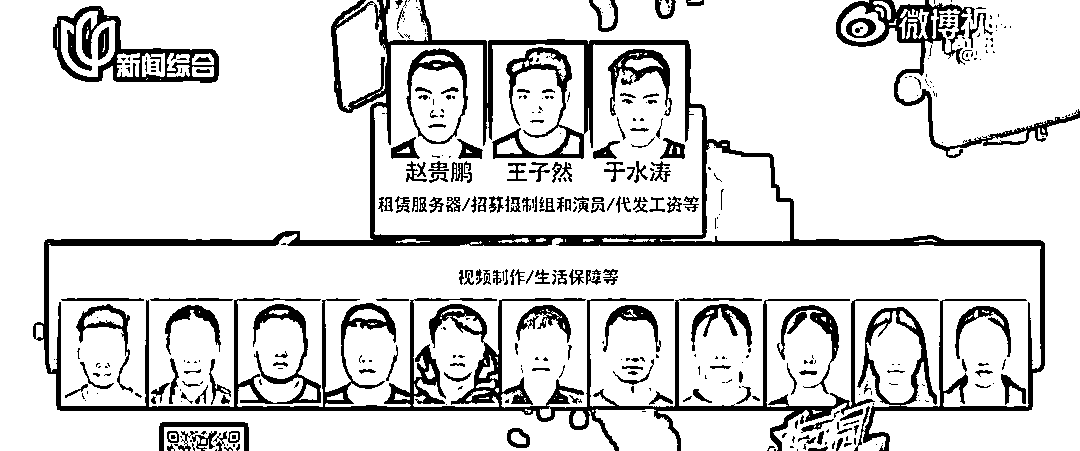 新闻综合
微博视
赵贵鹏 王子然 于水涛
租赁服务器/招募摄制组和演员/代发工资等
视频制作/生活保障等